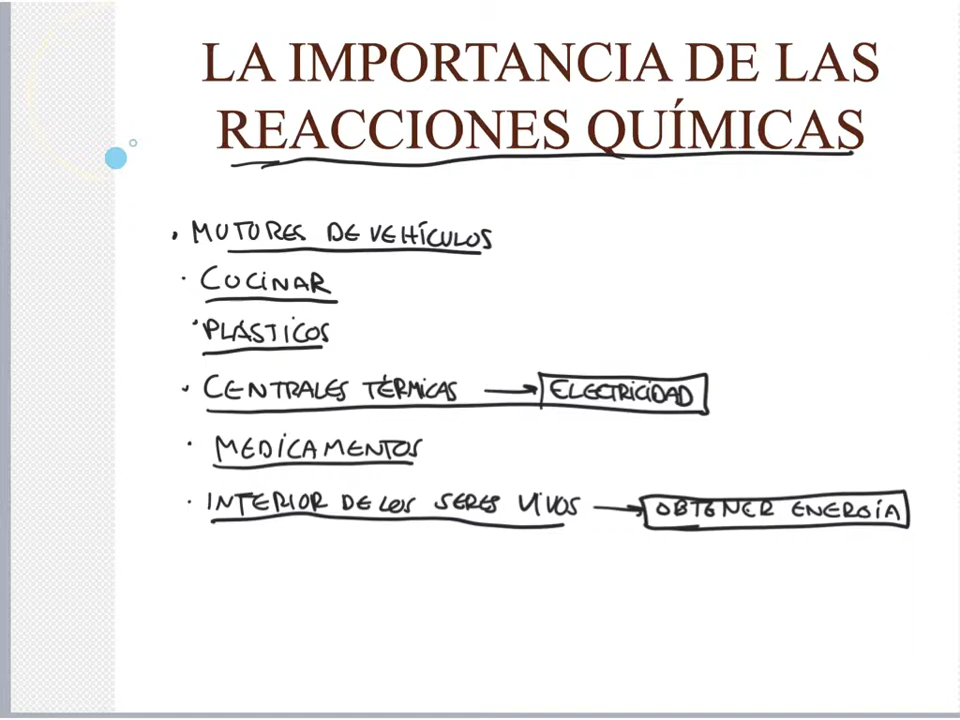 LA IMPORTANCIA DE LAS
REACCIONES QUÍMICAS
• MOTORES DE VEHÍCULOS
• COCINAR
• PLÁSTICOS
• CENTRALES TÉRMICAS → ELECTRICIDAD
• MEDICAMENTOS
• INTERIOR DE LOS SERES VIVOS → OBTENER ENERGÍA